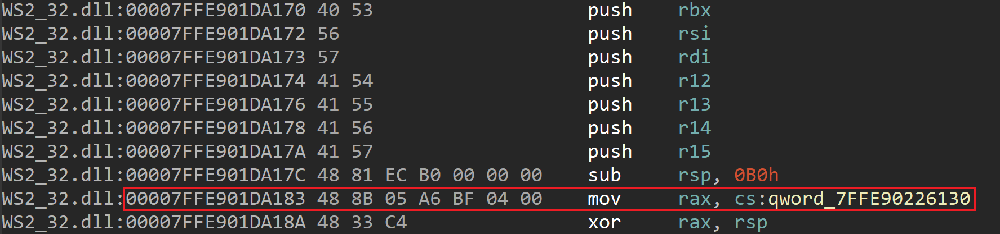 WS2_32.dll:00007FFE901DA170 40 53 push rbx
WS2_32.dll:00007FFE901DA172 56 push rsi
WS2_32.dll:00007FFE901DA173 57 push rdi
WS2_32.dll:00007FFE901DA174 41 54 push r12
WS2_32.dll:00007FFE901DA176 41 55 push r13
WS2_32.dll:00007FFE901DA178 41 56 push r14
WS2_32.dll:00007FFE901DA17A 41 57 push r15
WS2_32.dll:00007FFE901DA17C 48 81 EC B0 00 00 00 sub rsp, 0B0h
WS2_32.dll:00007FFE901DA183 48 8B 05 A6 BF 04 00 mov rax, cs:qword_7FFE90226130
WS2_32.dll:00007FFE901DA18A 48 33 C4 xor rax, rsp